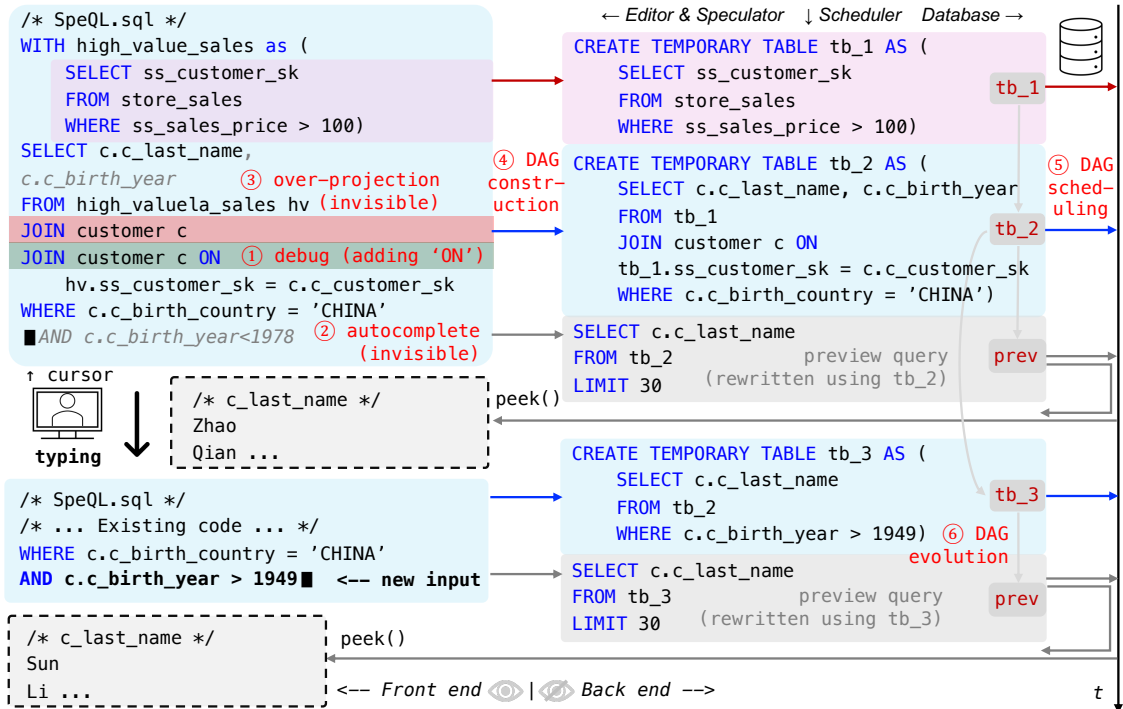 /* SpeQL.sql */
WITH high_value_sales as (
SELECT ss_customer_sk
FROM store_sales
WHERE ss_sales_price > 100)
SELECT c.c_last_name,
c.c_birth_year
③ over-projection
FROM high_valuela_sales hv (invisible)
JOIN customer c
JOIN customer c ON ① debug (adding ‘ON’)
hv.ss_customer_sk = c.c_customer_sk
WHERE c.c_birth_country = ’CHINA’
AND c.c_birth_year<1978 ② autocomplete
(invisible)
↑ cursor
typing
④ DAG
constr-
uction
← Editor & Speculator ↓ Scheduler Database →
CREATE TEMPORARY TABLE tb_1 AS (
SELECT ss_customer_sk
FROM store_sales
WHERE ss_sales_price > 100)
tb_1
CREATE TEMPORARY TABLE tb_2 AS (
SELECT c.c_last_name, c.c_birth_year
FROM tb_1
JOIN customer c ON
tb_1.ss_customer_sk = c.c_customer_sk
WHERE c.c_birth_country = ’CHINA’)
tb_2
⑤ DAG
sched-
uling
SELECT c.c_last_name
FROM tb_2
LIMIT 30
preview query
(rewritten using tb_2)
prev
peek()
/* c_last_name */
Zhao
Qian ...
/* SpeQL.sql */
/* ... Existing code ... */
WHERE c.c_birth_country = ’CHINA’
AND c.c_birth_year > 1949 <-- new input
CREATE TEMPORARY TABLE tb_3 AS (
SELECT c.c_last_name
FROM tb_2
WHERE c.c_birth_year > 1949)
tb_3
⑥ DAG
evolution
SELECT c.c_last_name
FROM tb_3
LIMIT 30
preview query
(rewritten using tb_3)
prev
peek()
/* c_last_name */
Sun
Li ...
<-- Front end | Back end -->
t